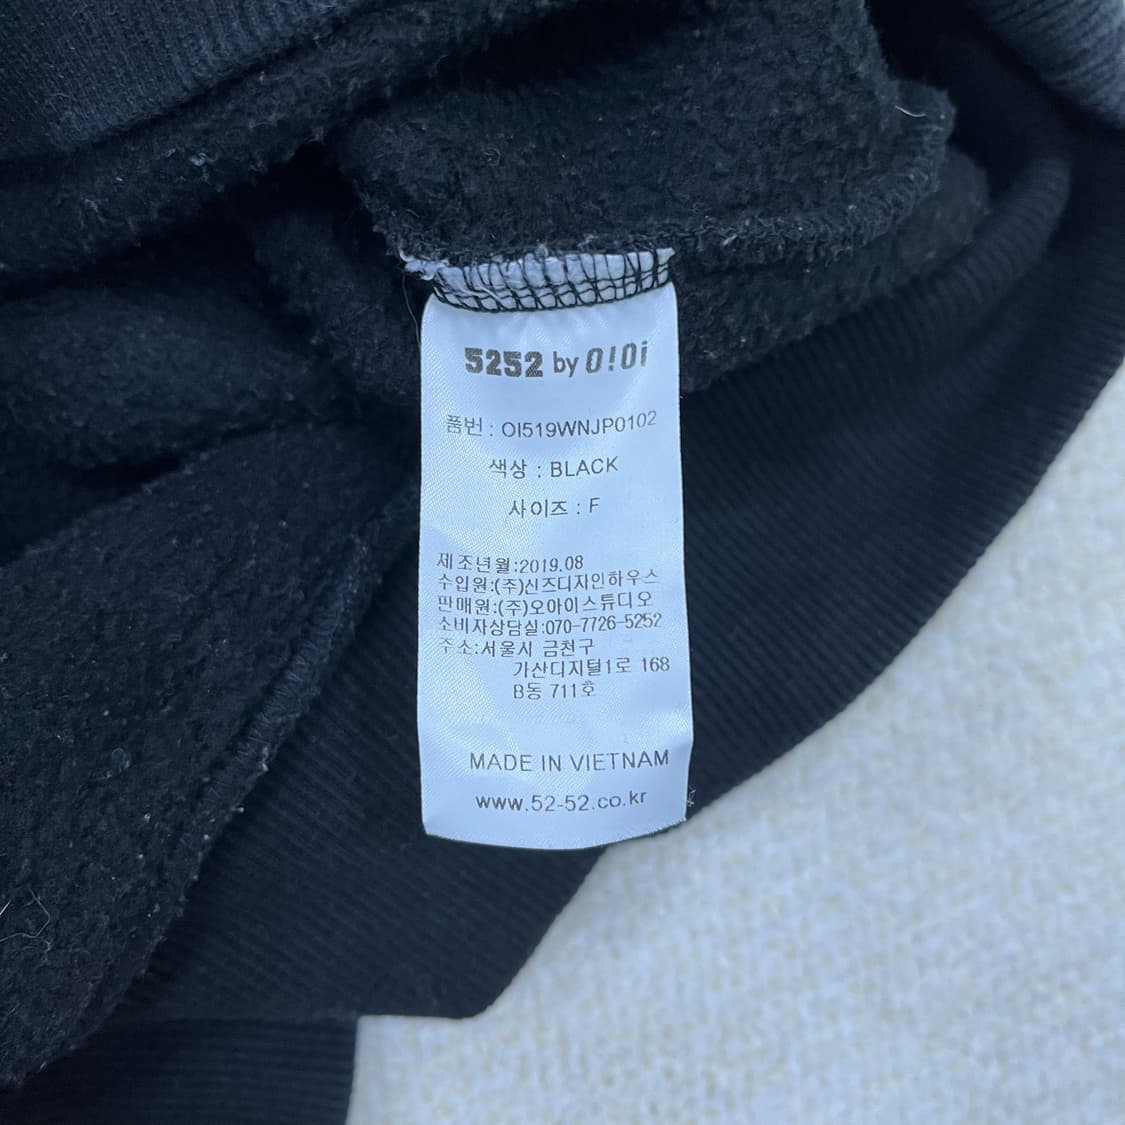 5252 by O!Oi
품번 : OI519WNJP0102
색상 : BLACK
사이즈 : F
제조년월:2019.08
수입원:(주)신즈디자인하우스
판매원:(주)오아이스튜디오
소비자상담실:070-7726-5252
주소:서울시 금천구
가산디지털1로 168
B동 711호
MADE IN VIETNAM
www.52-52.co.kr